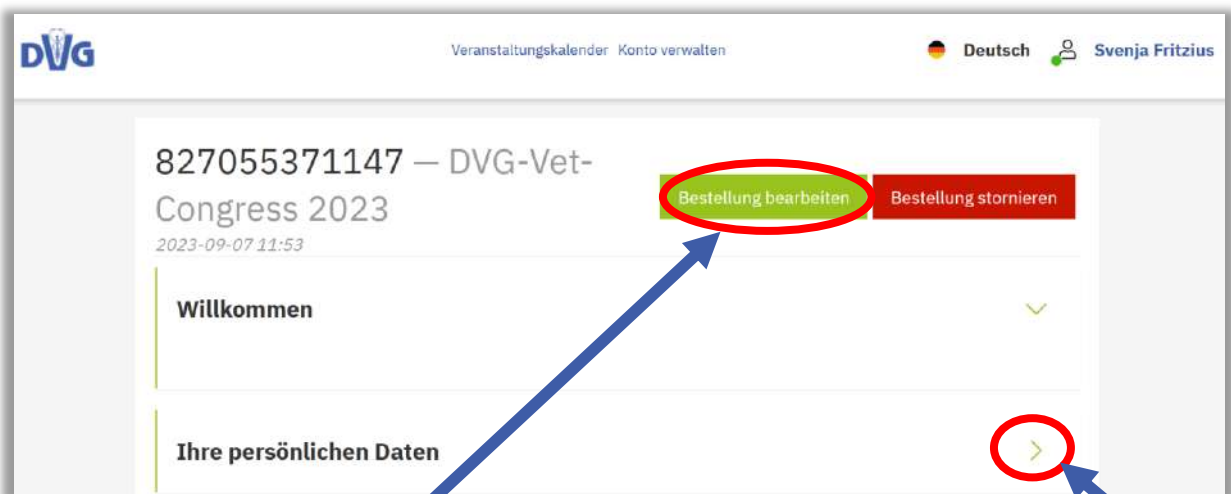 DVG
Veranstaltungskalender Konto verwalten
Deutsch
Svenja Fritzius
827055371147 — DVG-Vet-
Congress 2023
2023-09-07 11:53
Bestellung bearbeiten
Bestellung stornieren
Willkommen
Ihre persönlichen Daten